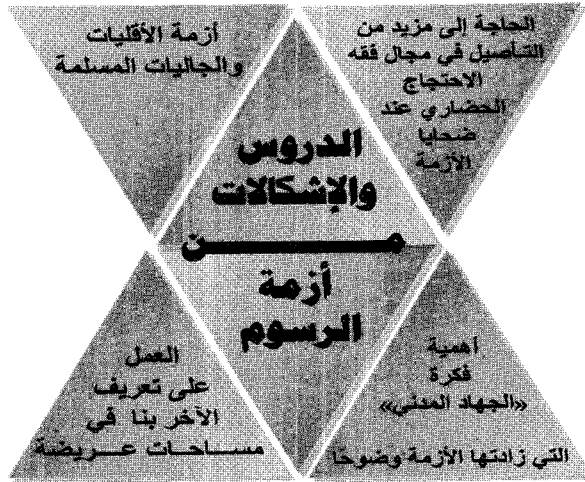 الحاجة إلى مزيد من
التأصيل في مجال فقه
الاحتجاج
الحضاري عند
ضحايا
الأزمة
أزمة الأقليات
والجاليات المسلمة
الدروس
والإشكالات
من
أزمة
الرسوم
أهمية
فكرة
«الجهاد المدني»
التي زادتها الأزمة وضوحا
العمل
على تعريف
الآخر بنا في
مساحات عريضة